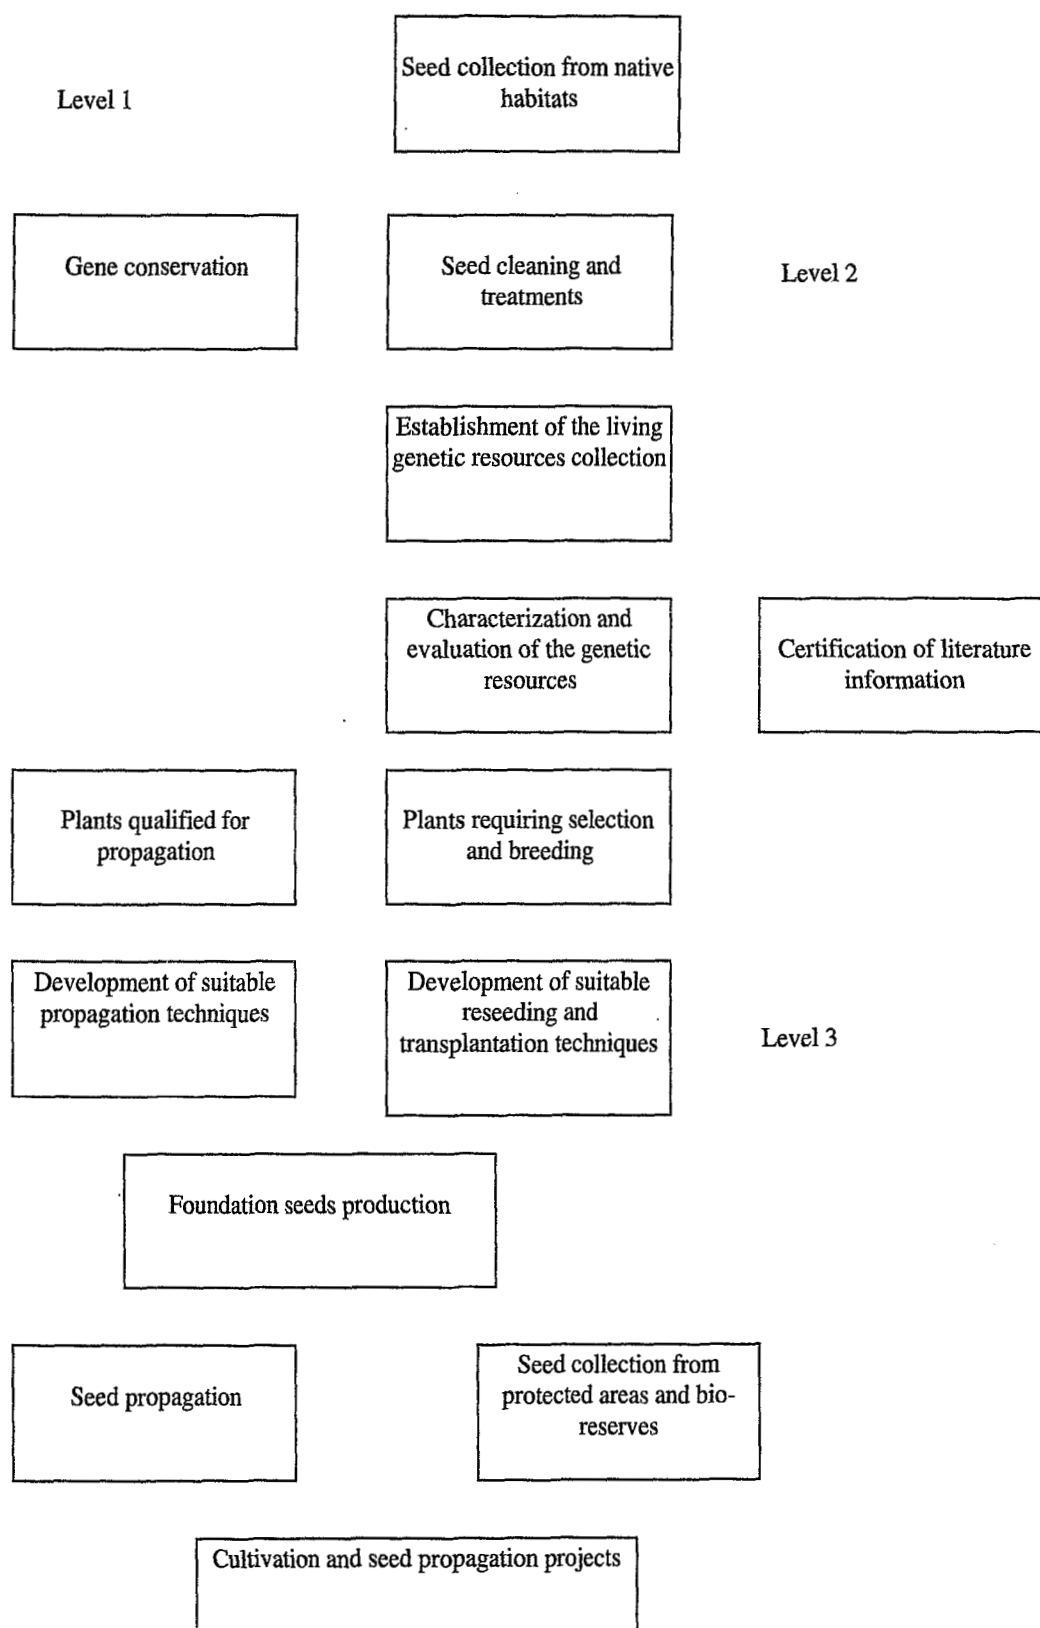 Level 1
Seed collection from native
habitats
Gene conservation
Seed cleaning and
treatments
Level 2
Establishment of the living
genetic resources collection
Characterization and
evaluation of the genetic
resources
Certification of literature
information
Plants qualified for
propagation
Plants requiring selection
and breeding
Development of suitable
propagation techniques
Development of suitable
reseeding and
transplantation techniques
Level 3
Foundation seeds production
Seed propagation
Seed collection from
protected areas and bio-
reserves
Cultivation and seed propagation projects